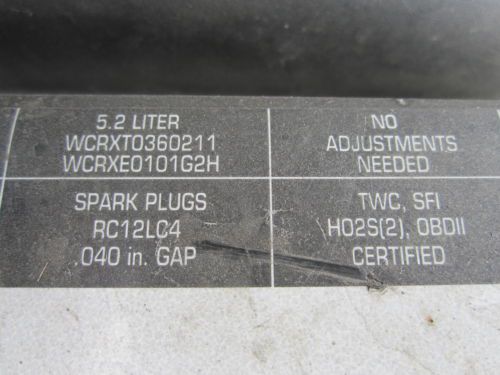 5.2 LITER
WCRXT0360211
WCRXE0101G2H
NO
ADJUSTMENTS
NEEDED
SPARK PLUGS
RC12LC4
.040 in. GAP
TWC, SFI
HO2S(2), OBDII
CERTIFIED